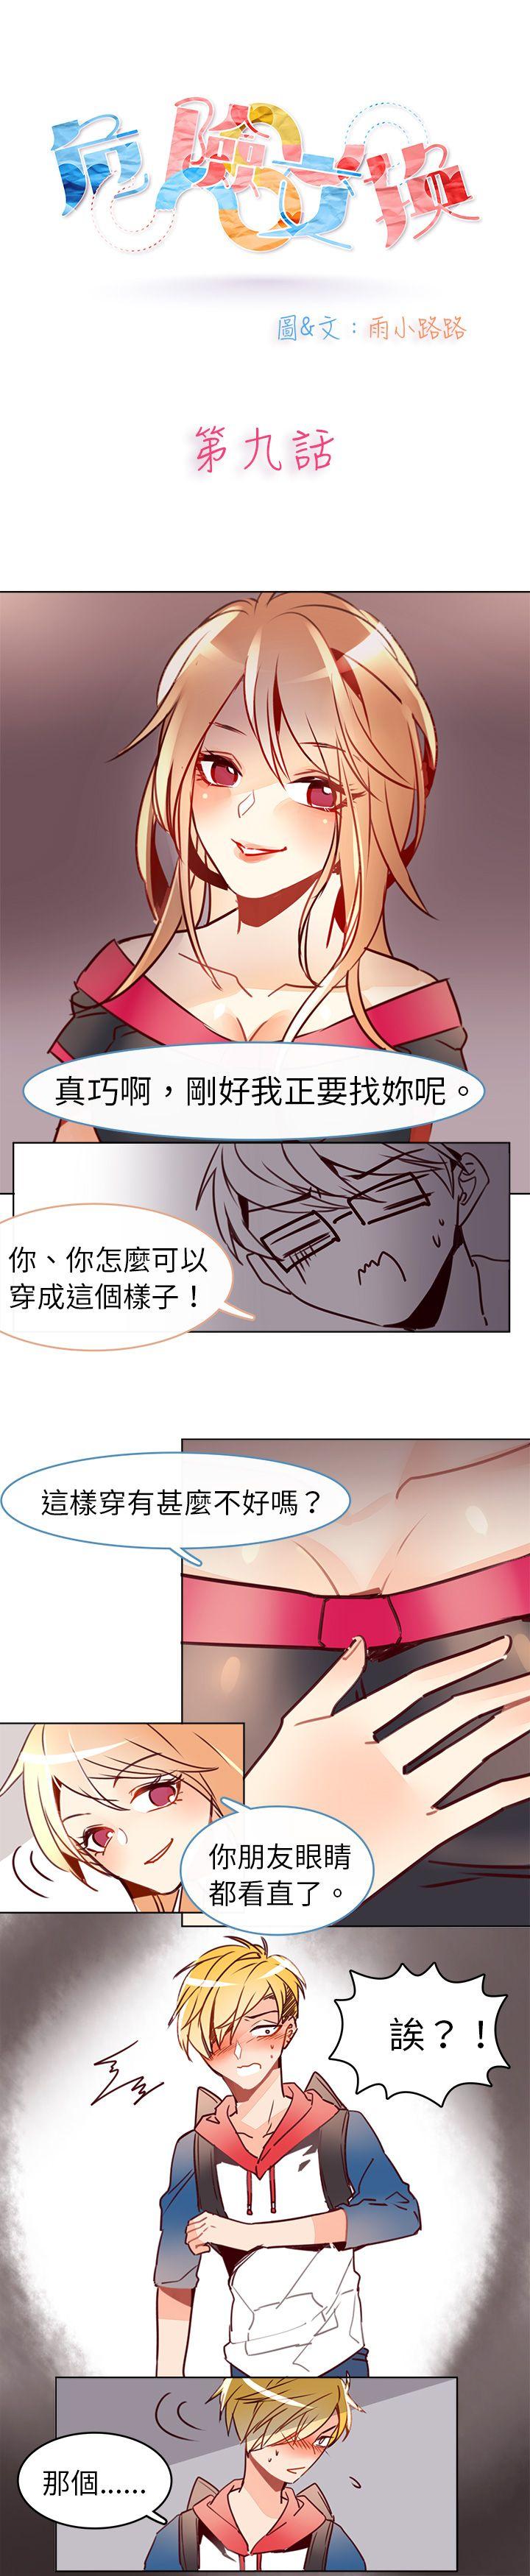 危險交換
圖&文：雨小路路
第九話
真巧啊，剛好我正要找妳呢。
你、你怎麼可以
穿成這個樣子！
這樣穿有甚麼不好嗎？
你朋友眼睛
都看直了。
誒？！
那個......